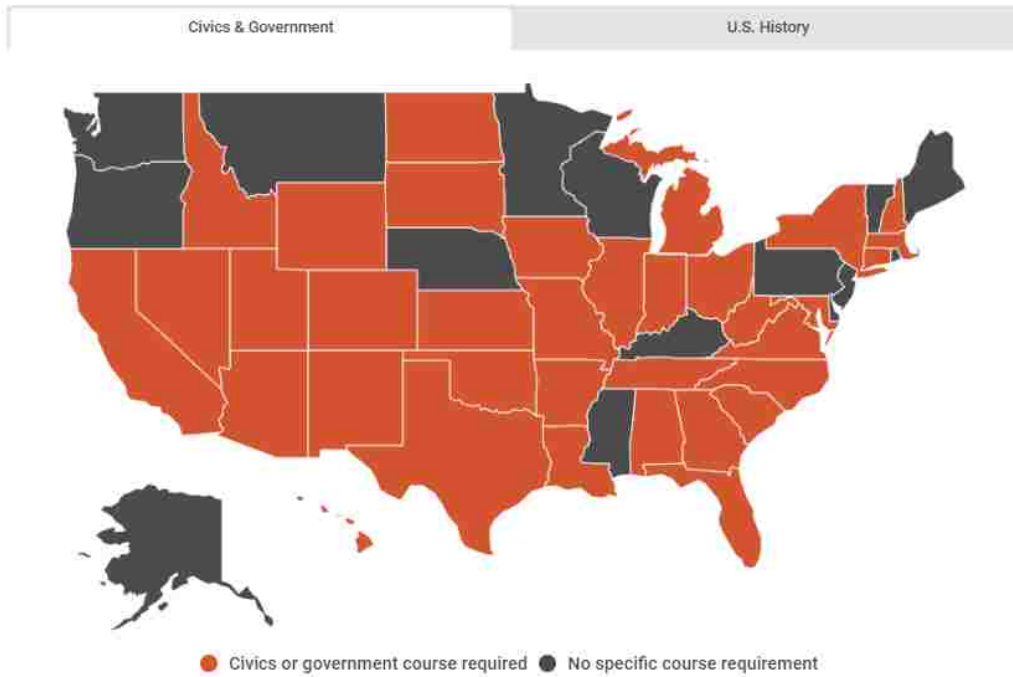 Civics & Government
U.S. History
Civics or government course required
No specific course requirement